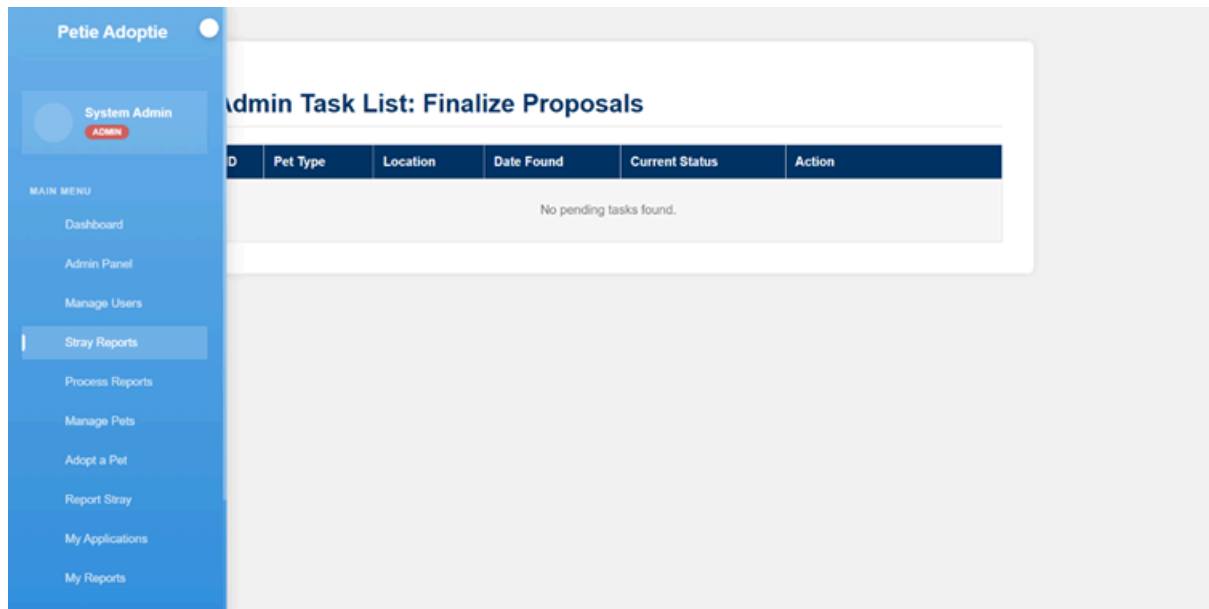 Petie Adoptie
System Admin
ADMIN
MAIN MENU
Dashboard
Admin Panel
Manage Users
Stray Reports
Process Reports
Manage Pets
Adopt a Pet
Report Stray
My Applications
My Reports
Admin Task List: Finalize Proposals
ID Pet Type Location Date Found Current Status Action
No pending tasks found.